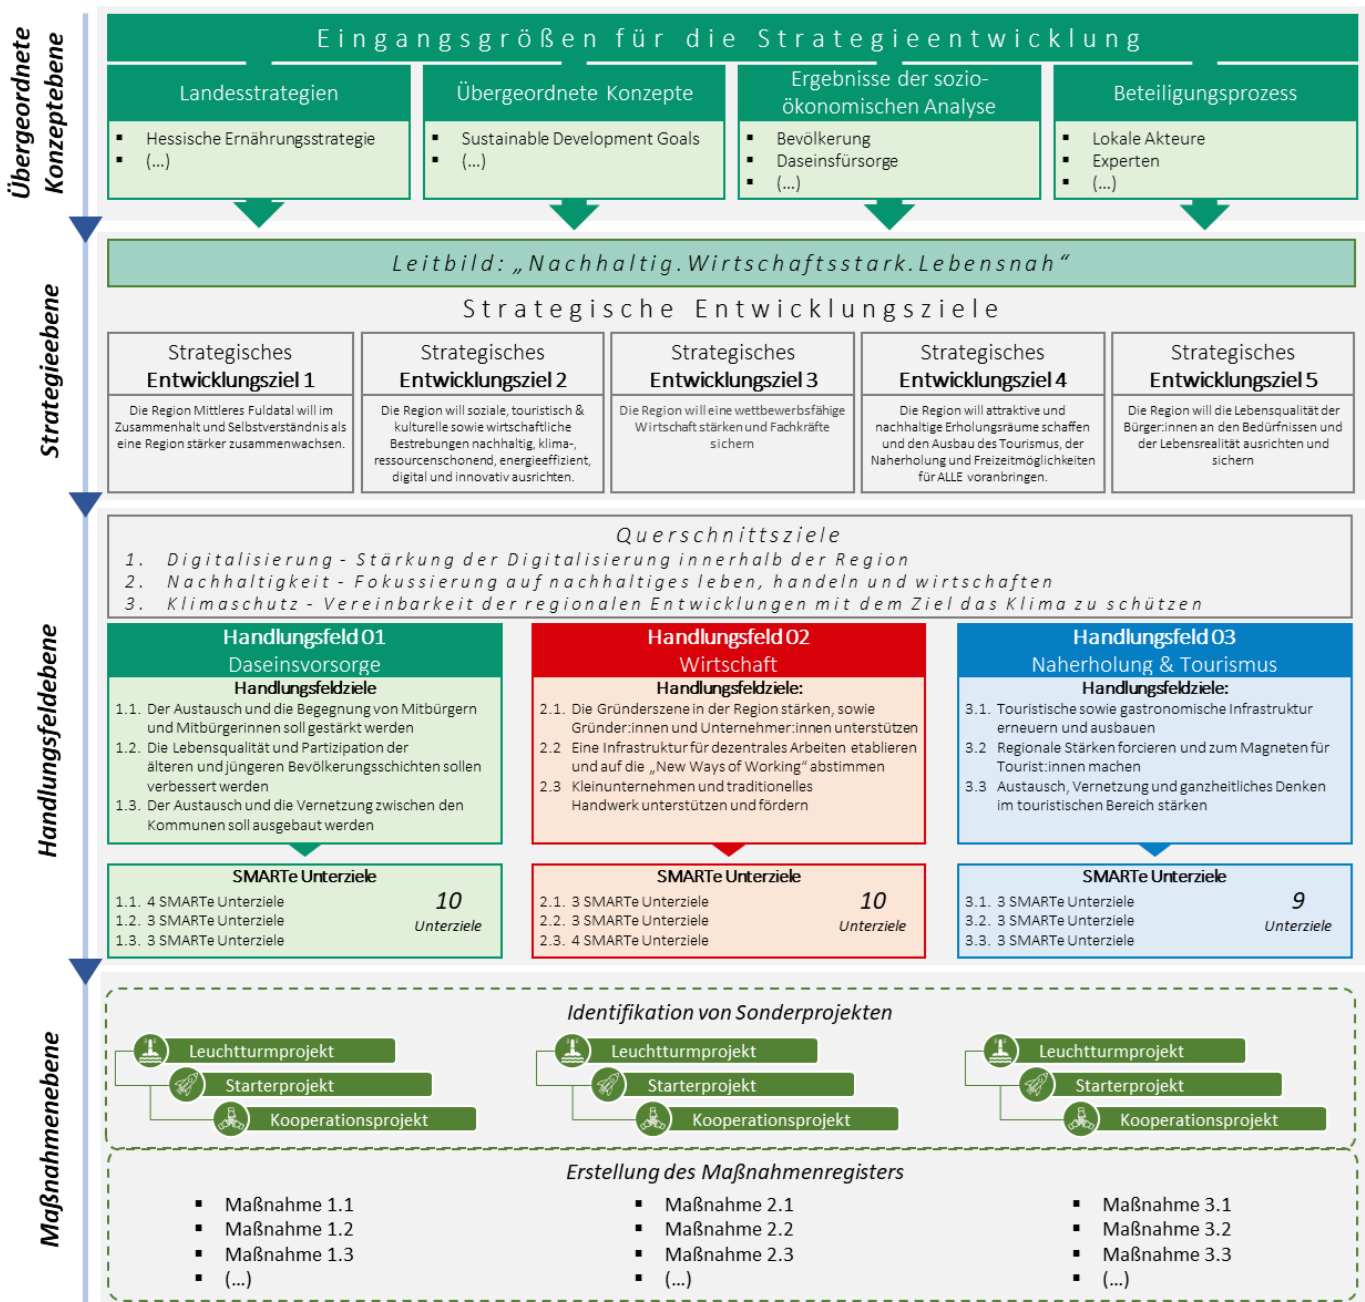 Übergeordnete
Konzeptebene
Eingangsgrößen für die Strategieentwicklung
Landesstrategien
▪ Hessische Ernährungsstrategie
▪ (...)
Übergeordnete Konzepte
▪ Sustainable Development Goals
▪ (...)
Ergebnisse der sozio-
ökonomischen Analyse
▪ Bevölkerung
▪ Daseinsfürsorge
▪ (...)
Beteiligungsprozess
▪ Lokale Akteure
▪ Experten
▪ (...)
Strategieebene
Leitbild: „Nachhaltig.Wirtschaftsstark.Lebensnah“
Strategische Entwicklungsziele
Strategisches
Entwicklungsziel 1
Die Region Mittleres Fuldatal will im
Zusammenhalt und Selbstverständnis als
eine Region stärker zusammenwachsen.
Strategisches
Entwicklungsziel 2
Die Region will soziale, touristisch &
kulturelle sowie wirtschaftliche
Bestrebungen nachhaltig, klima-,
ressourcenschonend, energieeffizient,
digital und innovativ ausrichten.
Strategisches
Entwicklungsziel 3
Die Region will eine wettbewerbsfähige
Wirtschaft stärken und Fachkräfte
sichern
Strategisches
Entwicklungsziel 4
Die Region will attraktive und
nachhaltige Erholungsräume schaffen
und den Ausbau des Tourismus, der
Naherholung und Freizeitmöglichkeiten
für ALLE voranbringen.
Strategisches
Entwicklungsziel 5
Die Region will die Lebensqualität der
Bürger:innen an den Bedürfnissen und
der Lebensrealität ausrichten und
sichern
Handlungsfeldebene
Querschnittsziele
1. Digitalisierung - Stärkung der Digitalisierung innerhalb der Region
2. Nachhaltigkeit - Fokussierung auf nachhaltiges leben, handeln und wirtschaften
3. Klimaschutz - Vereinbarkeit der regionalen Entwicklungen mit dem Ziel das Klima zu schützen
Handlungsfeld 01
Daseinsvorsorge
Handlungsfeldziele
1.1. Der Austausch und die Begegnung von Mitbürgern
und Mitbürgerinnen soll gestärkt werden
1.2. Die Lebensqualität und Partizipation der
älteren und jüngeren Bevölkerungsschichten sollen
verbessert werden
1.3. Der Austausch und die Vernetzung zwischen den
Kommunen soll ausgebaut werden
SMARTe Unterziele
1.1. 4 SMARTe Unterziele
1.2. 3 SMARTe Unterziele
1.3. 3 SMARTe Unterziele
10
Unterziele
Handlungsfeld 02
Wirtschaft
Handlungsfeldziele:
2.1. Die Gründerszene in der Region stärken, sowie
Gründer:innen und Unternehmer:innen unterstützen
2.2 Eine Infrastruktur für dezentrales Arbeiten etablieren
und auf die „New Ways of Working“ abstimmen
2.3 Kleinunternehmen und traditionelles
Handwerk unterstützen und fördern
SMARTe Unterziele
2.1. 3 SMARTe Unterziele
2.2. 3 SMARTe Unterziele
2.3. 4 SMARTe Unterziele
10
Unterziele
Handlungsfeld 03
Naherholung & Tourismus
Handlungsfeldziele:
3.1. Touristische sowie gastronomische Infrastruktur
erneuern und ausbauen
3.2 Regionale Stärken forcieren und zum Magneten für
Tourist:innen machen
3.3 Austausch, Vernetzung und ganzheitliches Denken
im touristischen Bereich stärken
SMARTe Unterziele
3.1. 3 SMARTe Unterziele
3.2. 3 SMARTe Unterziele
3.3. 3 SMARTe Unterziele
9
Unterziele
Maßnahmenebene
Identifikation von Sonderprojekten
Leuchtturmprojekt
Starterprojekt
Kooperationsprojekt
Leuchtturmprojekt
Starterprojekt
Kooperationsprojekt
Leuchtturmprojekt
Starterprojekt
Kooperationsprojekt
Erstellung des Maßnahmenregisters
▪ Maßnahme 1.1
▪ Maßnahme 1.2
▪ Maßnahme 1.3
▪ (...)
▪ Maßnahme 2.1
▪ Maßnahme 2.2
▪ Maßnahme 2.3
▪ (...)
▪ Maßnahme 3.1
▪ Maßnahme 3.2
▪ Maßnahme 3.3
▪ (...)